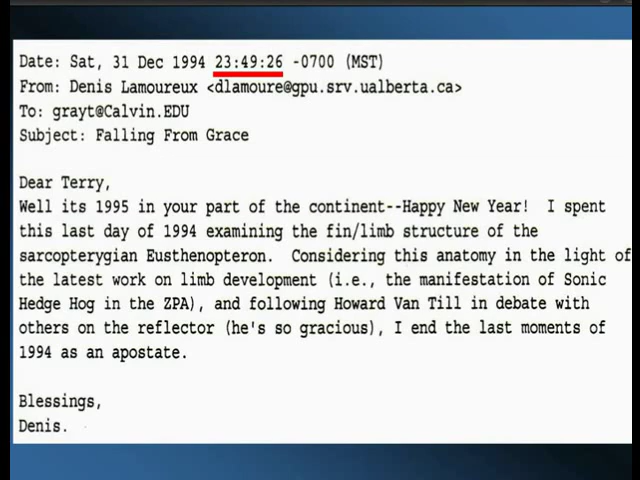 Date: Sat, 31 Dec 1994 23:49:26 -0700 (MST)
From: Denis Lamoureux <dlamoure@gpu.srv.ualberta.ca>
To: grayt@Calvin.EDU
Subject: Falling From Grace
Dear Terry,
Well its 1995 in your part of the continent--Happy New Year!  I spent
this last day of 1994 examining the fin/limb structure of the
sarcopterygian Eusthenopteron.  Considering this anatomy in the light of
the latest work on limb development (i.e., the manifestation of Sonic
Hedge Hog in the ZPA), and following Howard Van Till in debate with
others on the reflector (he's so gracious), I end the last moments of
1994 as an apostate.
Blessings,
Denis.